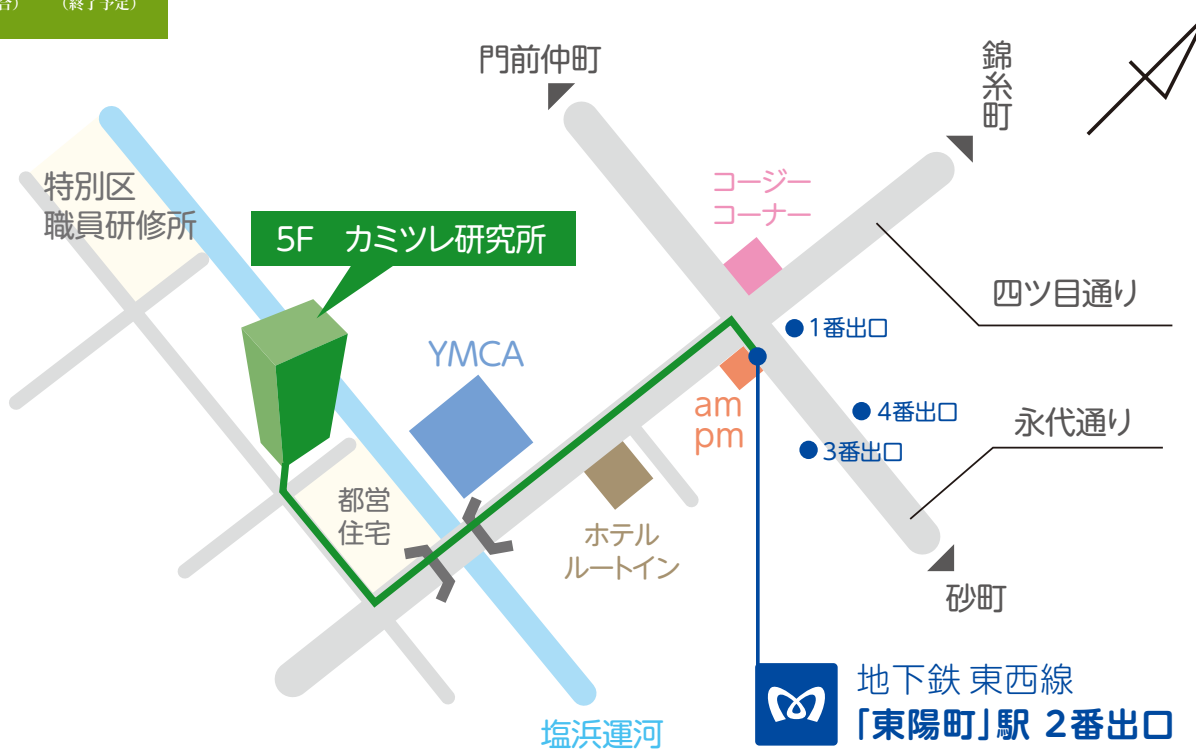 （終了予定）
門前仲町
錦糸町
特別区
職員研修所
コージー
コーナー
5F　カミツレ研究所
四ツ目通り
1番出口
YMCA
am
pm
4番出口
永代通り
3番出口
都営
住宅
ホテル
ルートイン
砂町
地下鉄 東西線
「東陽町」駅 2番出口
塩浜運河